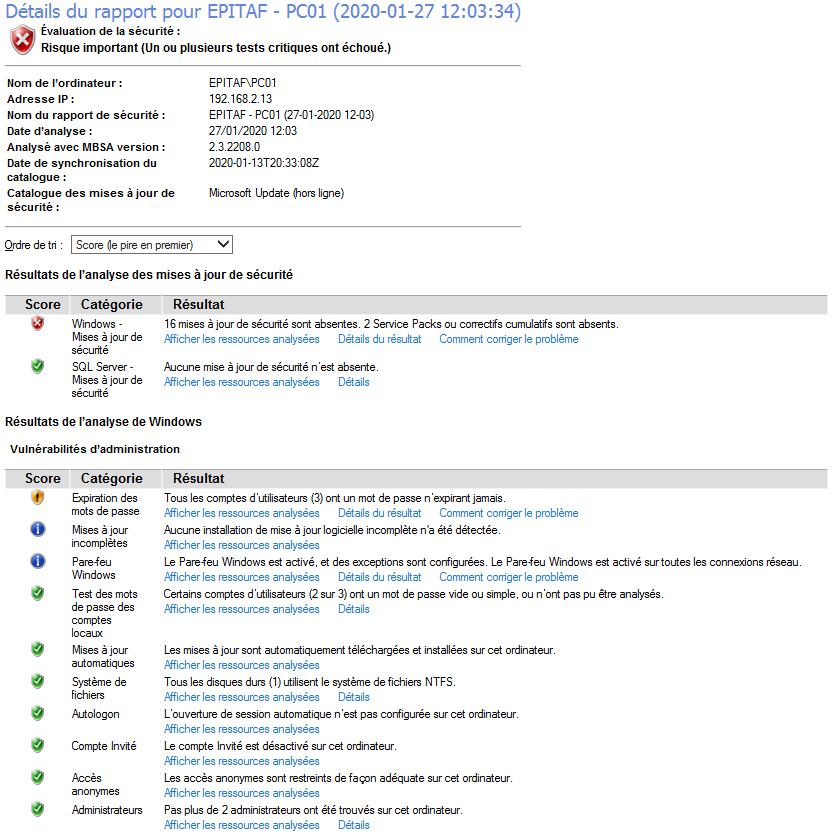 Détails du rapport pour EPITAF - PC01 (2020-01-27 12:03:34)
Évaluation de la sécurité :
Risque important (Un ou plusieurs tests critiques ont échoué.)
Nom de l'ordinateur : EPITAF\PC01
Adresse IP : 192.168.2.13
Nom du rapport de sécurité : EPITAF - PC01 (27-01-2020 12-03)
Date d'analyse : 27/01/2020 12:03
Analysé avec MBSA version : 2.3.2208.0
Date de synchronisation du 2020-01-13T20:33:08Z
catalogue :
Catalogue des mises à jour de Microsoft Update (hors ligne)
sécurité :
Ordre de tri : Score (le pire en premier)
Résultats de l'analyse des mises à jour de sécurité
Score Catégorie Résultat
Windows - 16 mises à jour de sécurité sont absentes. 2 Service Packs ou correctifs cumulatifs sont absents.
Mises à jour de Afficher les ressources analysées Détails du résultat Comment corriger le problème
sécurité
SQL Server - Aucune mise à jour de sécurité n'est absente.
Mises à jour de Afficher les ressources analysées Détails
sécurité
Résultats de l'analyse de Windows
Vulnérabilités d'administration
Score Catégorie Résultat
Expiration des Tous les comptes d'utilisateurs (3) ont un mot de passe n'expirant jamais.
mots de passe Afficher les ressources analysées Détails du résultat Comment corriger le problème
Mises à jour Aucune installation de mise à jour logicielle incomplète n'a été détectée.
incomplètes Afficher les ressources analysées
Pare-feu Le Pare-feu Windows est activé, et des exceptions sont configurées. Le Pare-feu Windows est activé sur toutes les connexions réseau.
Windows Afficher les ressources analysées Détails du résultat Comment corriger le problème
Test des mots Certains comptes d'utilisateurs (2 sur 3) ont un mot de passe vide ou simple, ou n'ont pas pu être analysés.
de passe des Afficher les ressources analysées Détails
comptes
locaux
Mises à jour Les mises à jour sont automatiquement téléchargées et installées sur cet ordinateur.
automatiques Afficher les ressources analysées
Système de Tous les disques durs (1) utilisent le système de fichiers NTFS.
fichiers Afficher les ressources analysées Détails
Autologon L'ouverture de session automatique n'est pas configurée sur cet ordinateur.
Afficher les ressources analysées
Compte Invité Le compte Invité est désactivé sur cet ordinateur.
Afficher les ressources analysées
Accès Les accès anonymes sont restreints de façon adéquate sur cet ordinateur.
anonymes Afficher les ressources analysées
Administrateurs Pas plus de 2 administrateurs ont été trouvés sur cet ordinateur.
Afficher les ressources analysées Détails